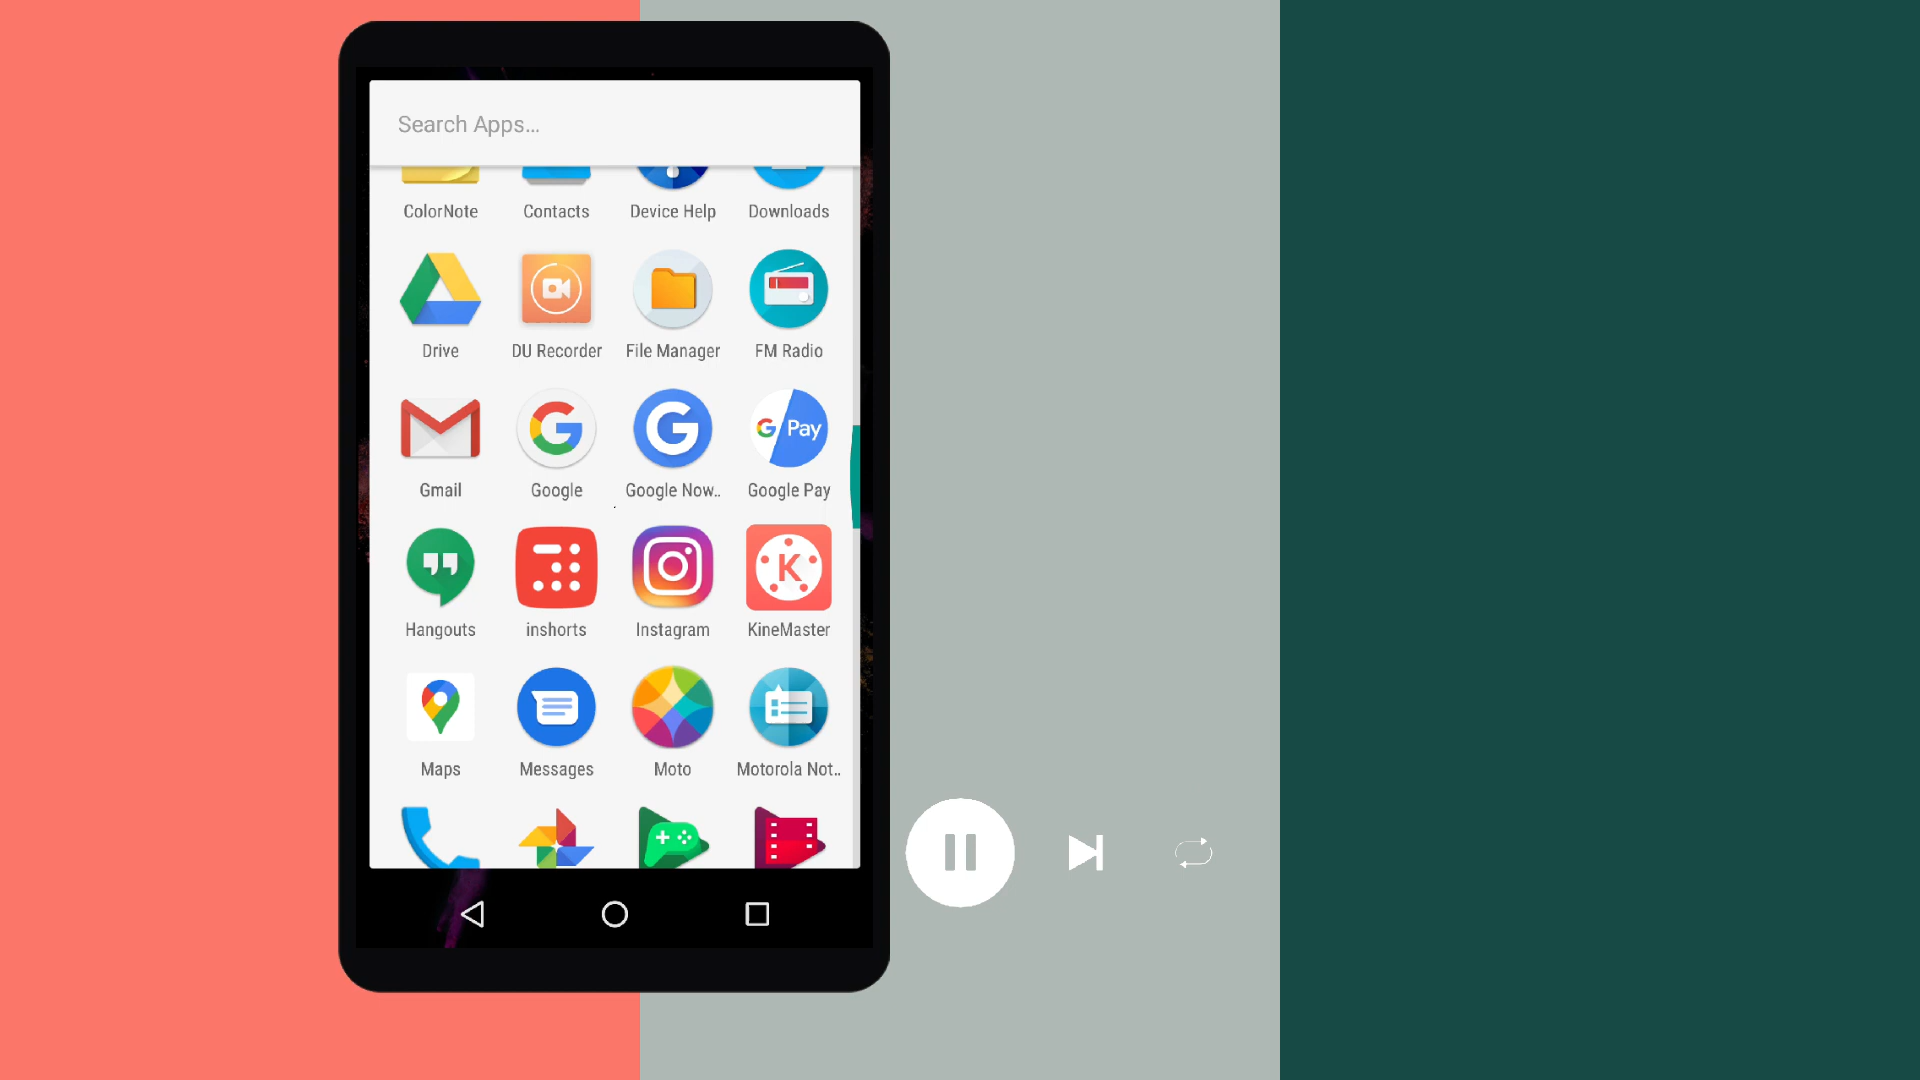 Search Apps...
ColorNote Contacts Device Help Downloads
Drive DU Recorder File Manager FM Radio
G Pay
Gmail Google Google Now.. Google Pay
K
Hangouts inshorts Instagram KineMaster
Maps Messages Moto Motorola Not..